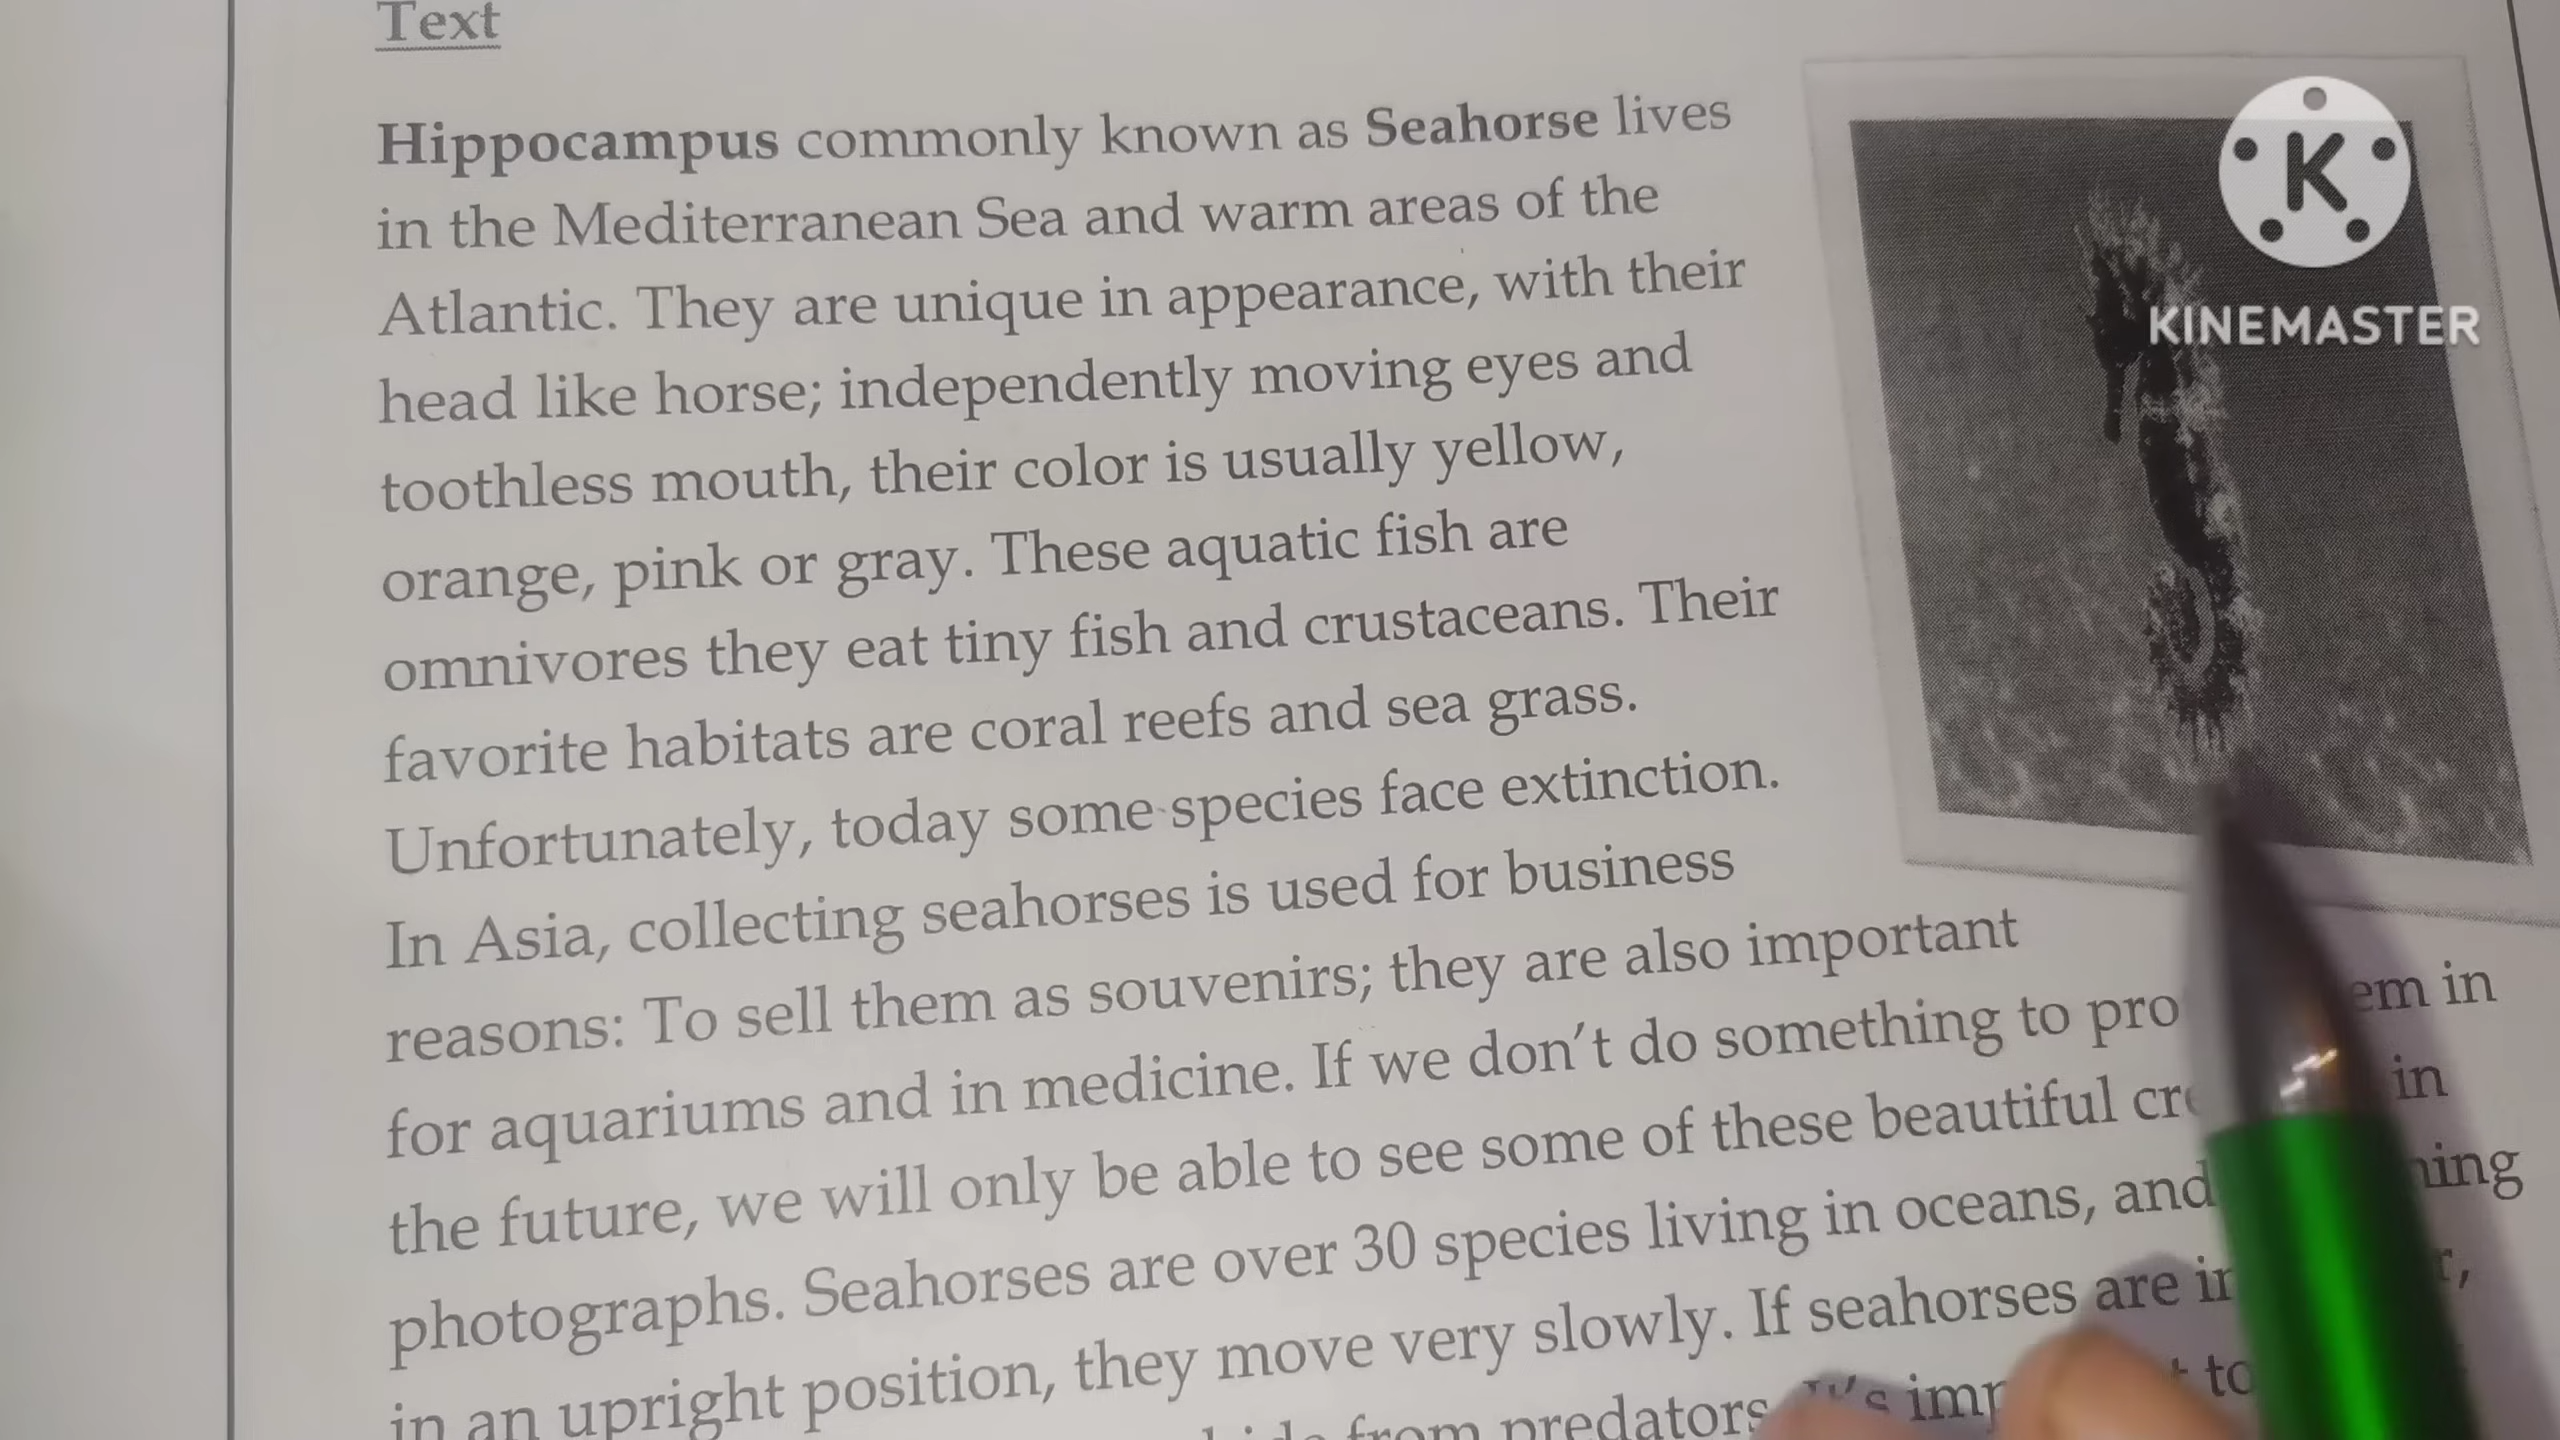 Text
Hippocampus commonly known as Seahorse lives
in the Mediterranean Sea and warm areas of the
Atlantic. They are unique in appearance, with their
head like horse; independently moving eyes and
toothless mouth, their color is usually yellow,
orange, pink or gray. These aquatic fish are
omnivores they eat tiny fish and crustaceans. Their
favorite habitats are coral reefs and sea grass.
Unfortunately, today some species face extinction.
In Asia, collecting seahorses is used for business
reasons: To sell them as souvenirs; they are also important
for aquariums and in medicine. If we don't do something to in
the future, we will only be able to see some of these beautiful in
photographs. Seahorses are over 30 species living in oceans, and
in an upright position, they move very slowly. If seahorses are
from predators. It's to
K
KINEMASTER